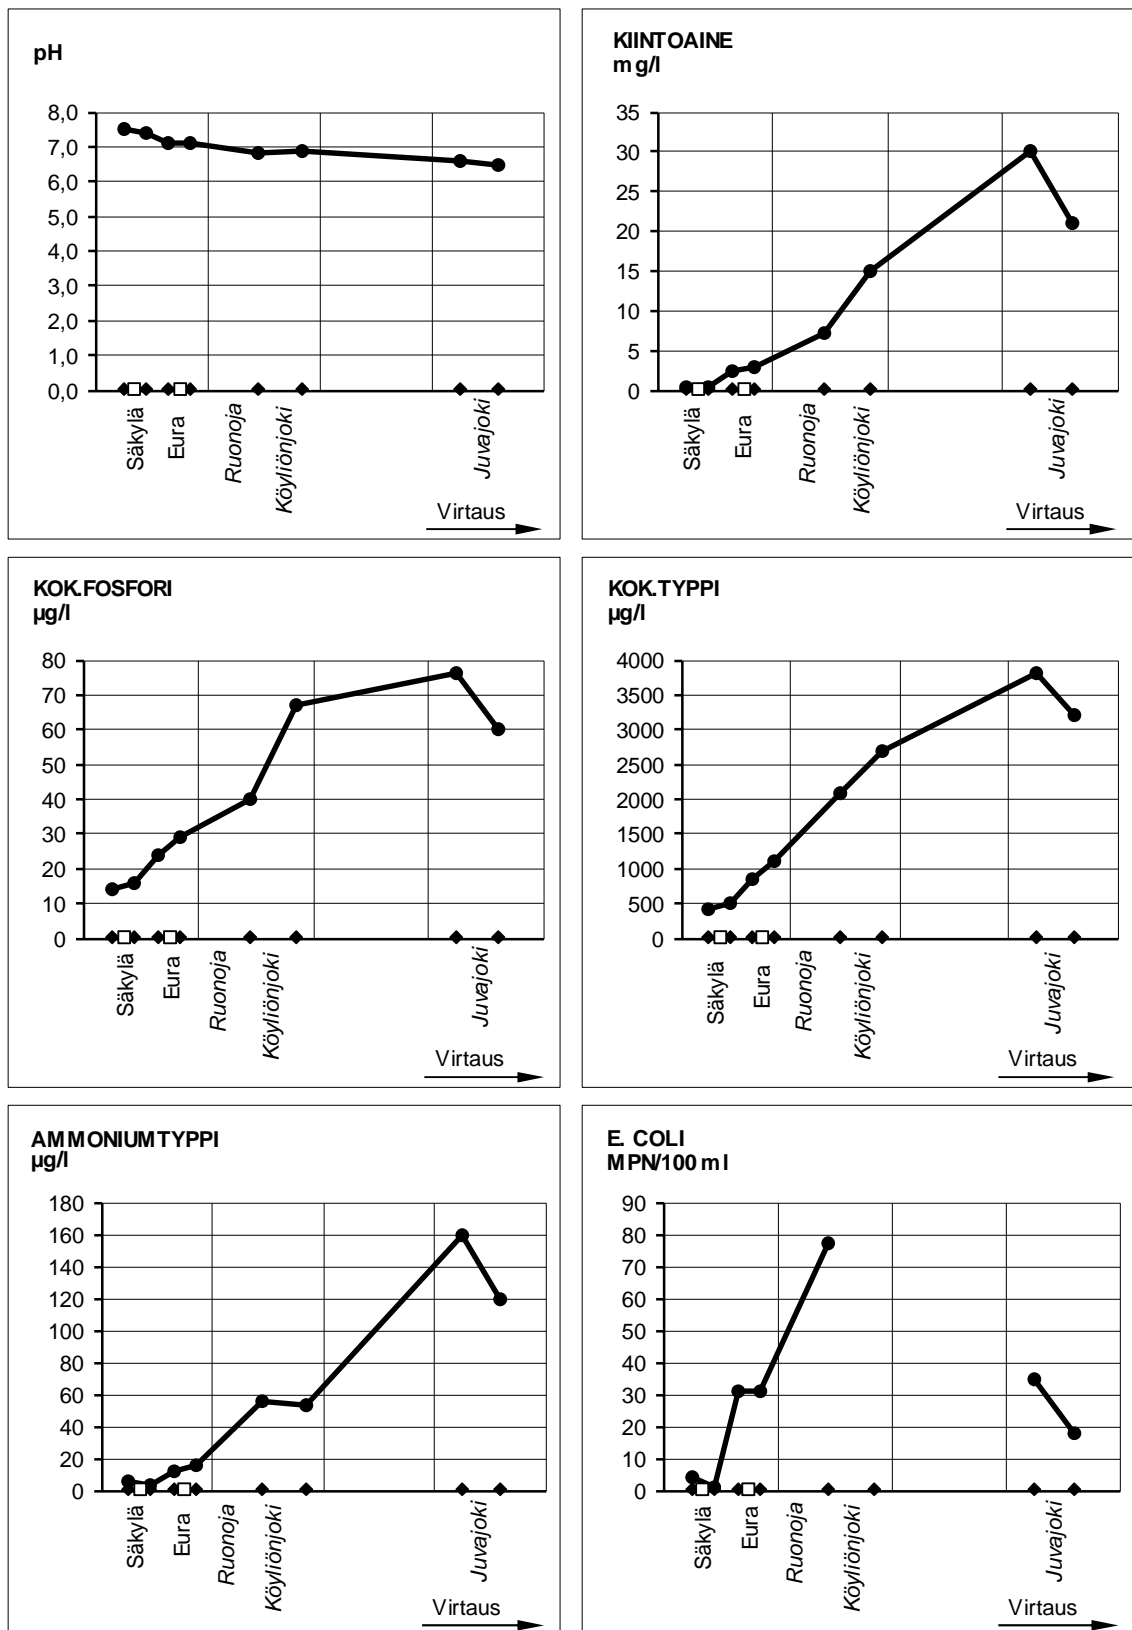 pH
8,0
7,0
6,0
5,0
4,0
3,0
2,0
1,0
0,0
Säkylä
Eura
Ruonoja
Köyliönjoki
Juvajoki
Virtaus
KIINTOAINE
mg/l
35
30
25
20
15
10
5
0
Säkylä
Eura
Ruonoja
Köyliönjoki
Juvajoki
Virtaus
KOK.FOSFORI
µg/l
80
70
60
50
40
30
20
10
0
Säkylä
Eura
Ruonoja
Köyliönjoki
Juvajoki
Virtaus
KOK.TYPPI
µg/l
4000
3500
3000
2500
2000
1500
1000
500
0
Säkylä
Eura
Ruonoja
Köyliönjoki
Juvajoki
Virtaus
AMMONIUMTYPPI
µg/l
180
160
140
120
100
80
60
40
20
0
Säkylä
Eura
Ruonoja
Köyliönjoki
Juvajoki
Virtaus
E. COLI
MPN/100 ml
90
80
70
60
50
40
30
20
10
0
Säkylä
Eura
Ruonoja
Köyliönjoki
Juvajoki
Virtaus